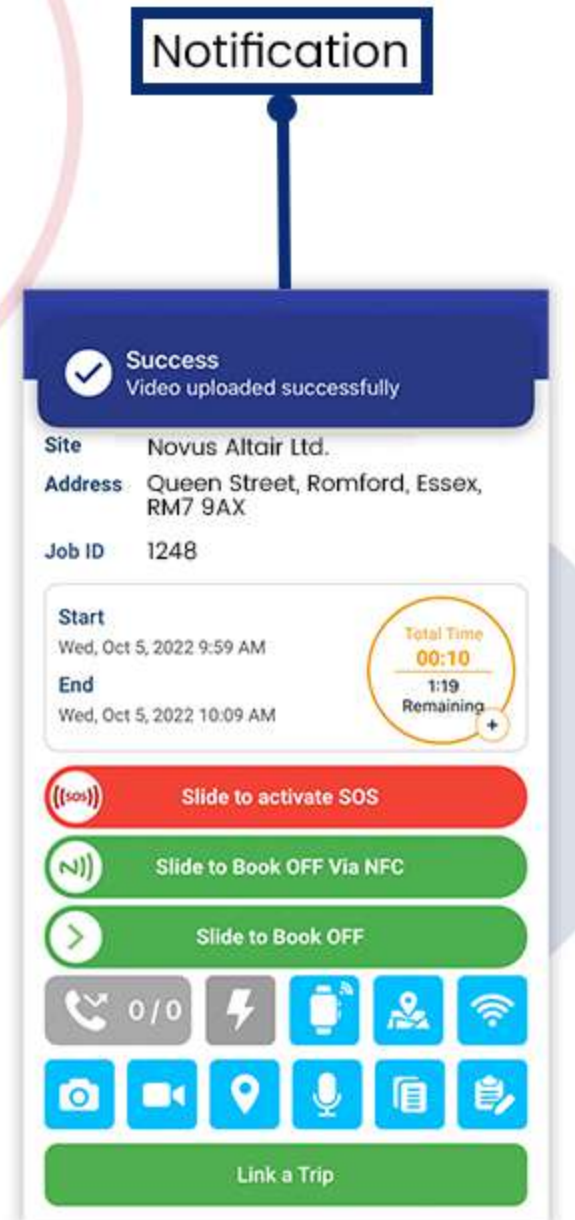 Notification
Success
Video uploaded successfully
Site Novus Altair Ltd.
Address Queen Street, Romford, Essex,
RM7 9AX
Job ID 1248
Start
Wed, Oct 5, 2022 9:59 AM
End
Wed, Oct 5, 2022 10:09 AM
Total Time
00:10
1:19
Remaining
+
((sos)) Slide to activate SOS
Slide to Book OFF Via NFC
Slide to Book OFF
0/0
Link a Trip